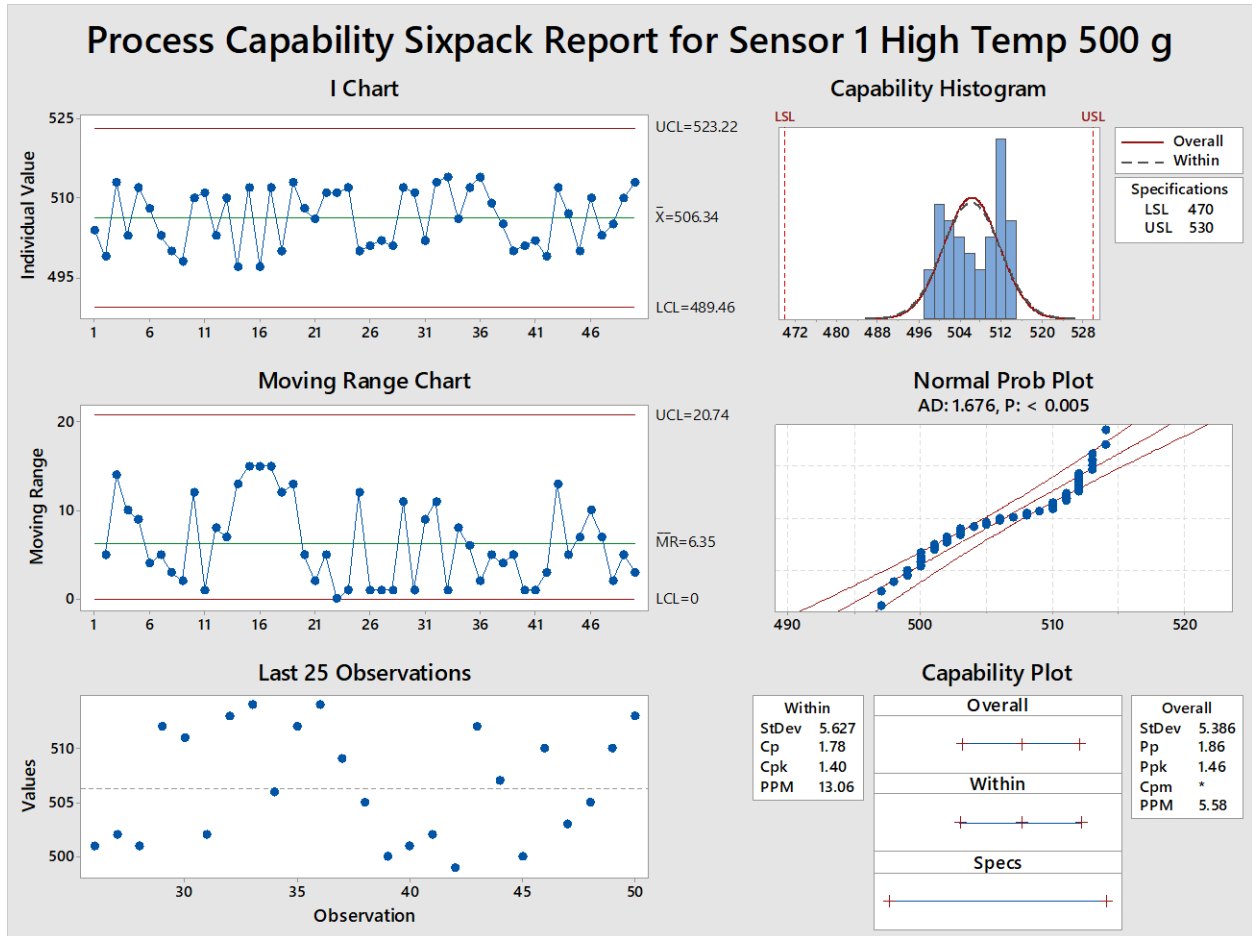 Process Capability Sixpack Report for Sensor 1 High Temp 500 g
I Chart
Individual Value
525
510
495
UCL=523.22
X̄=506.34
LCL=489.46
1 6 11 16 21 26 31 36 41 46
Capability Histogram
LSL USL
Overall
Within
Specifications
LSL 470
USL 530
472 480 488 496 504 512 520 528
Moving Range Chart
Moving Range
20
10
0
UCL=20.74
M̅R̅=6.35
LCL=0
1 6 11 16 21 26 31 36 41 46
Normal Prob Plot
AD: 1.676, P: < 0.005
490 500 510 520
Last 25 Observations
Values
510
505
500
30 35 40 45 50
Observation
Capability Plot
Within
StDev 5.627
Cp 1.78
Cpk 1.40
PPM 13.06
Overall
Within
Specs
Overall
StDev 5.386
Pp 1.86
Ppk 1.46
Cpm *
PPM 5.58